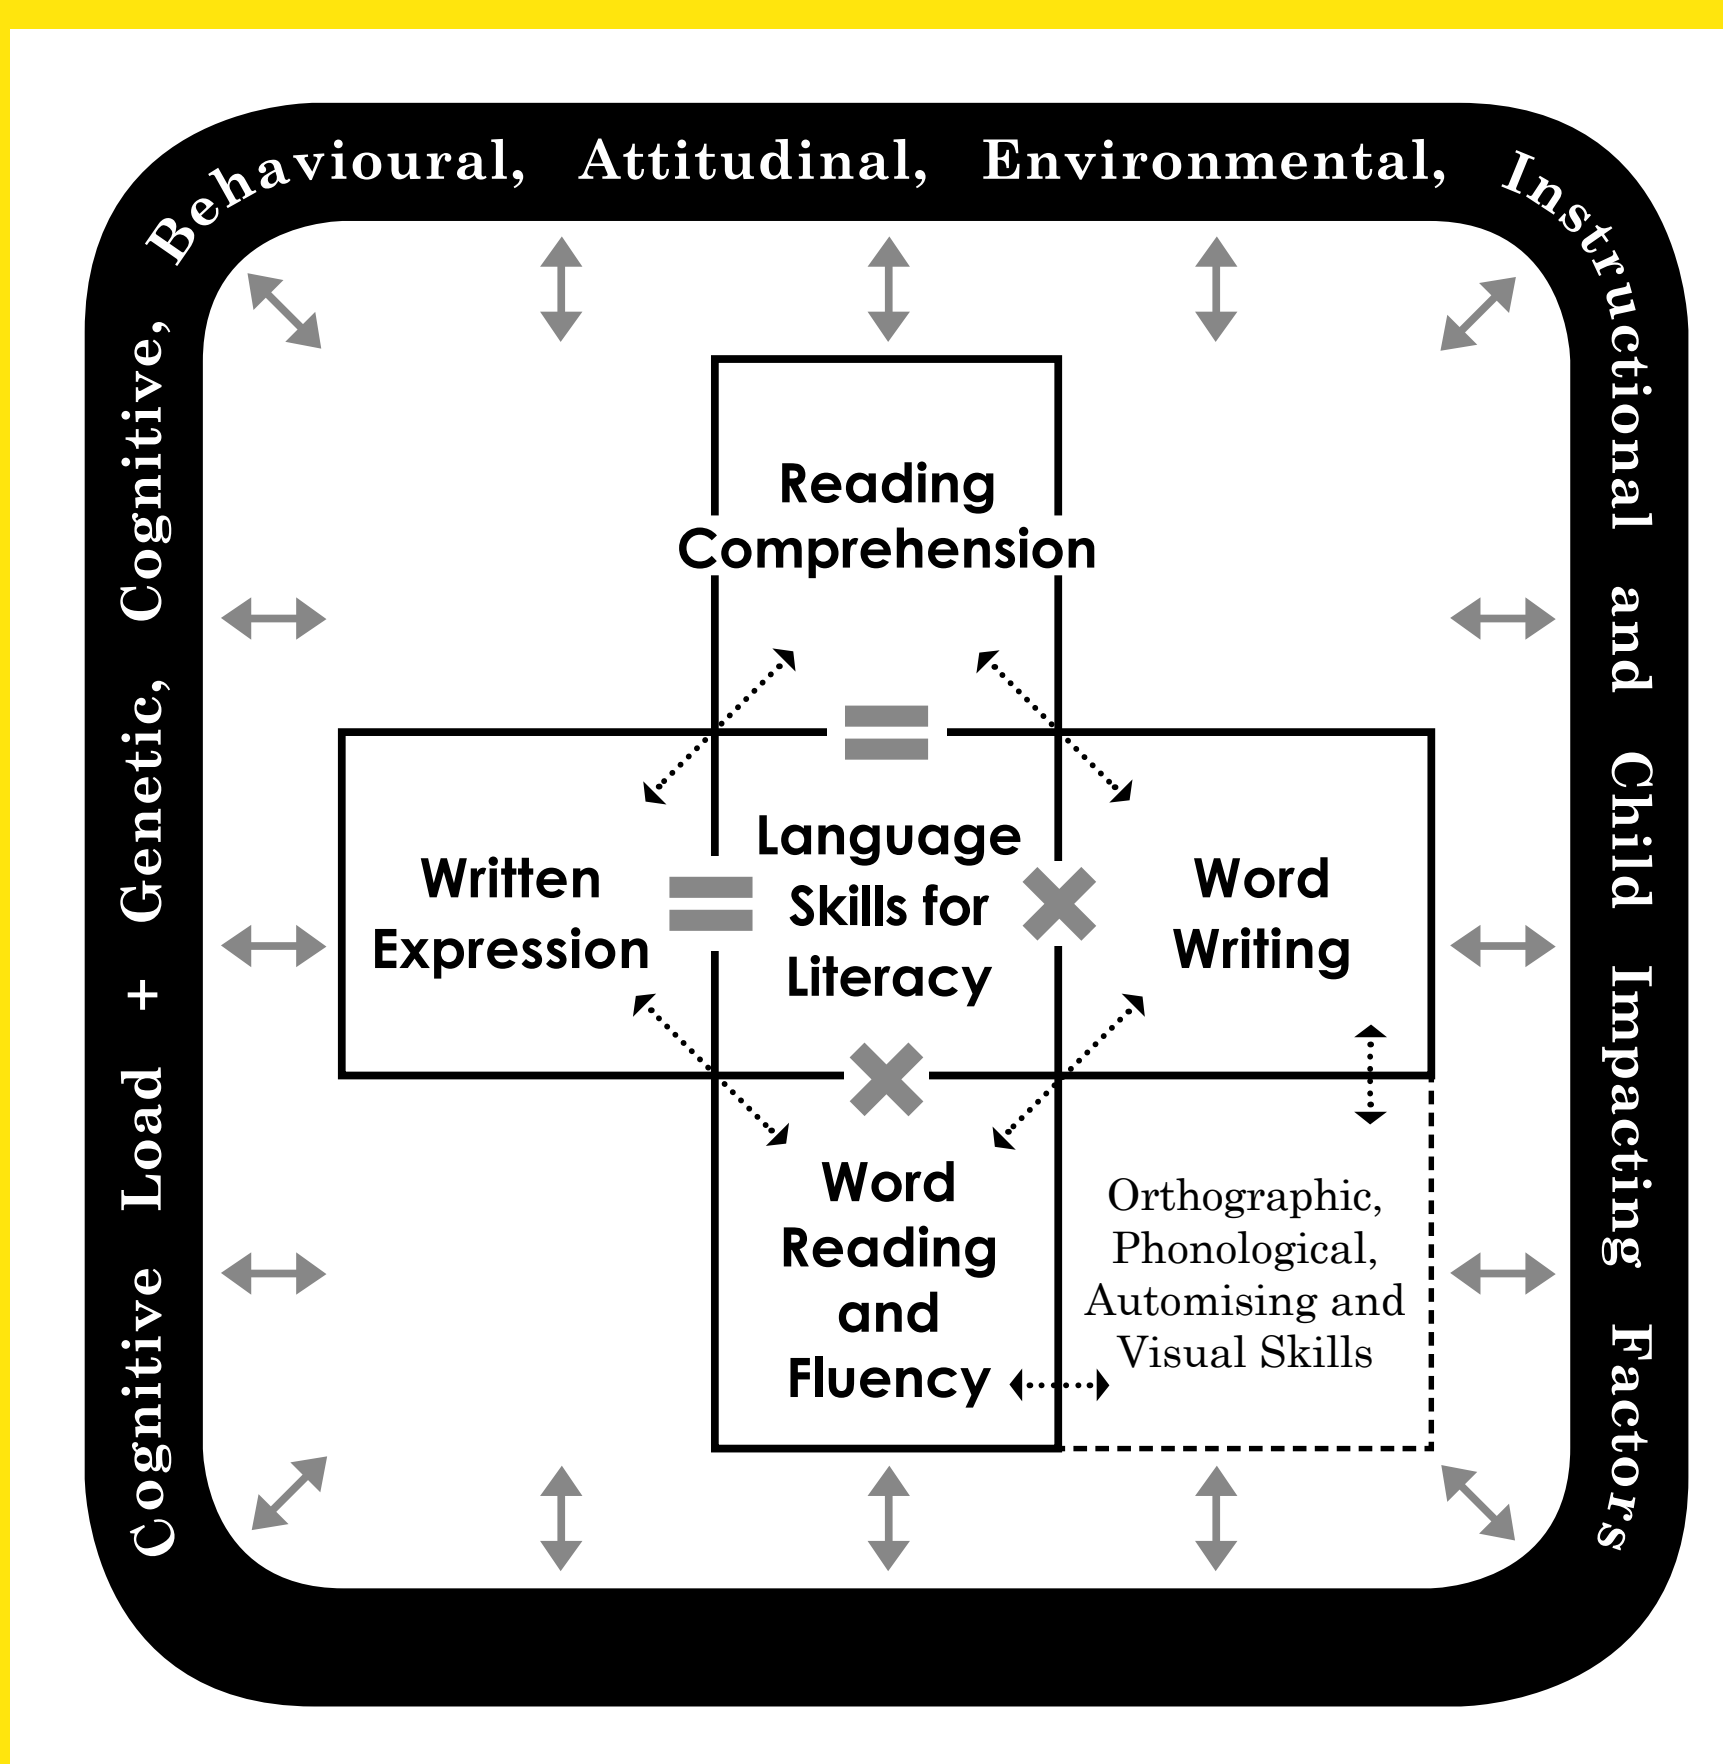 Cognitive Load + Genetic, Cognitive, Behavioural, Attitudinal, Environmental, Instructional and Child Impacting Factors
Reading
Comprehension
=
Written
Expression
=
Language
Skills for
Literacy
×
Word
Writing
×
Word
Reading
and
Fluency
Orthographic,
Phonological,
Automising and
Visual Skills